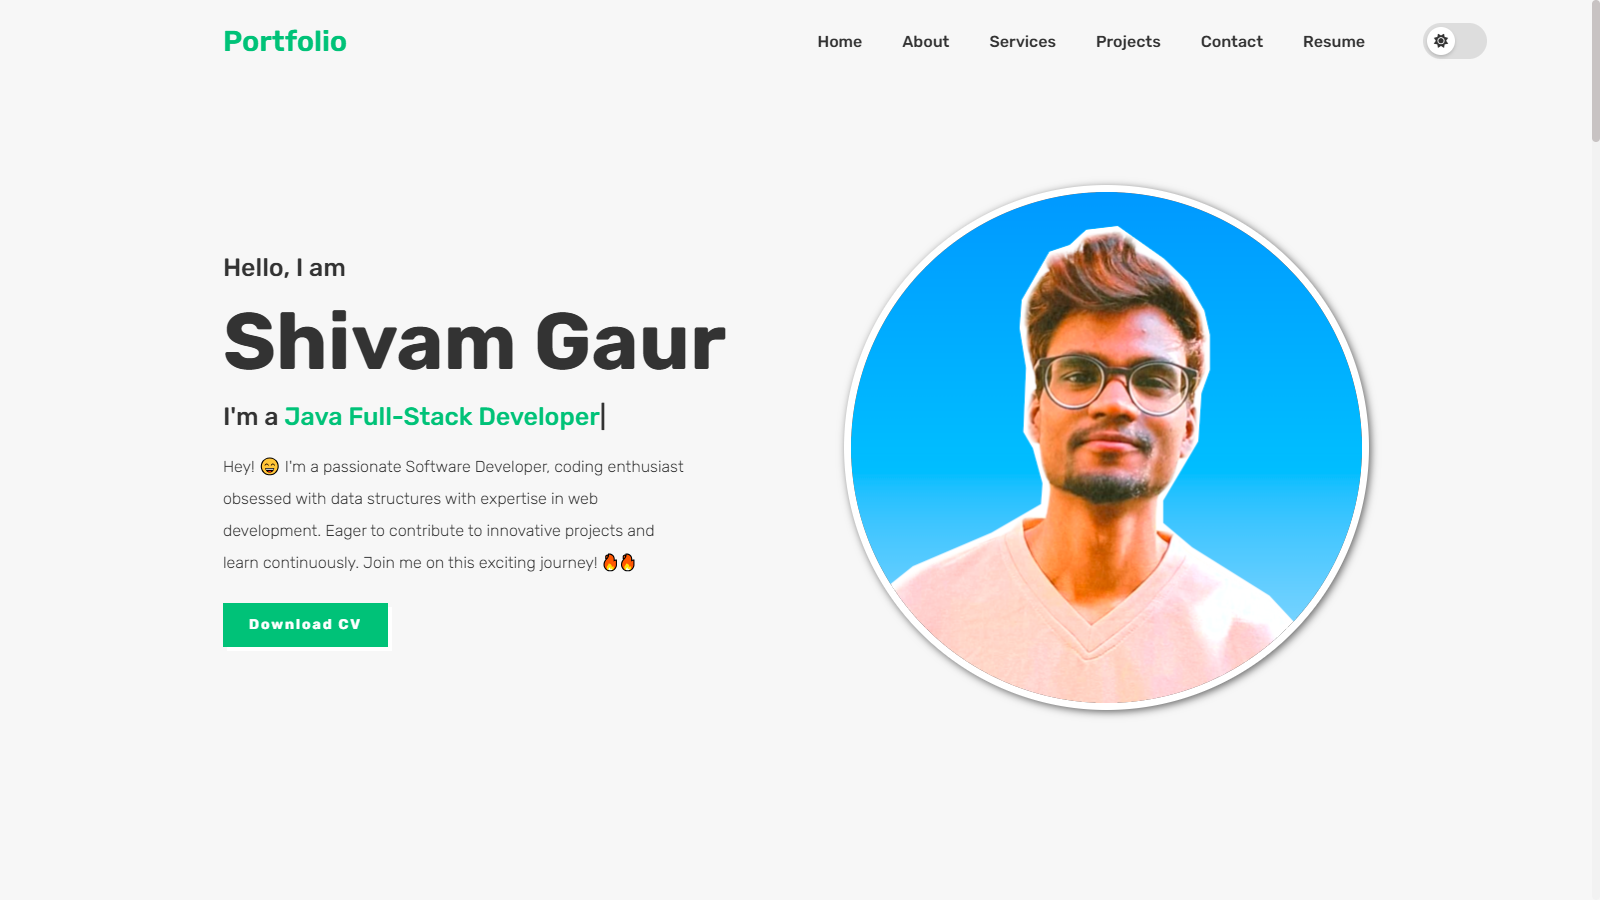 Portfolio
Home About Services Projects Contact Resume
Hello, I am
Shivam Gaur
I'm a Java Full-Stack Developer|
Hey! 😄 I'm a passionate Software Developer, coding enthusiast
obsessed with data structures with expertise in web
development. Eager to contribute to innovative projects and
learn continuously. Join me on this exciting journey! 🔥🔥
Download CV